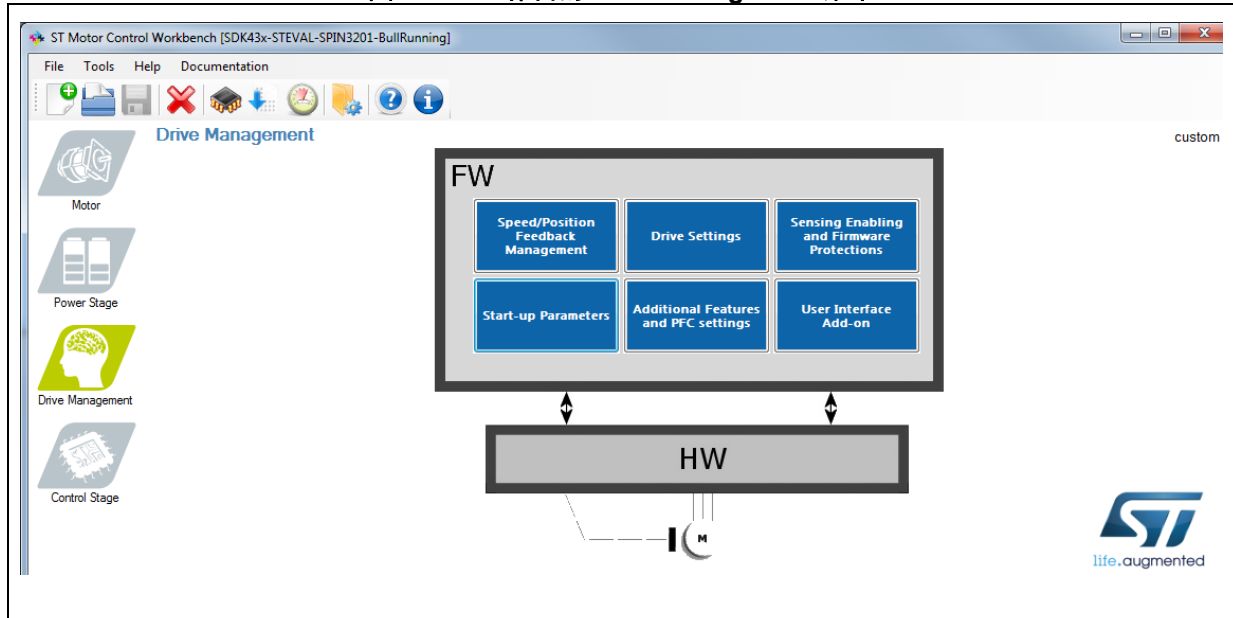 ST Motor Control Workbench [SDK43x-STEVAL-SPIN3201-BullRunning]
File Tools Help Documentation
Drive Management
custom
Motor
Power Stage
Drive Management
Control Stage
FW
Speed/Position
Feedback
Management
Drive Settings
Sensing Enabling
and Firmware
Protections
Start-up Parameters
Additional Features
and PFC settings
User Interface
Add-on
HW
M
ST
life.augmented